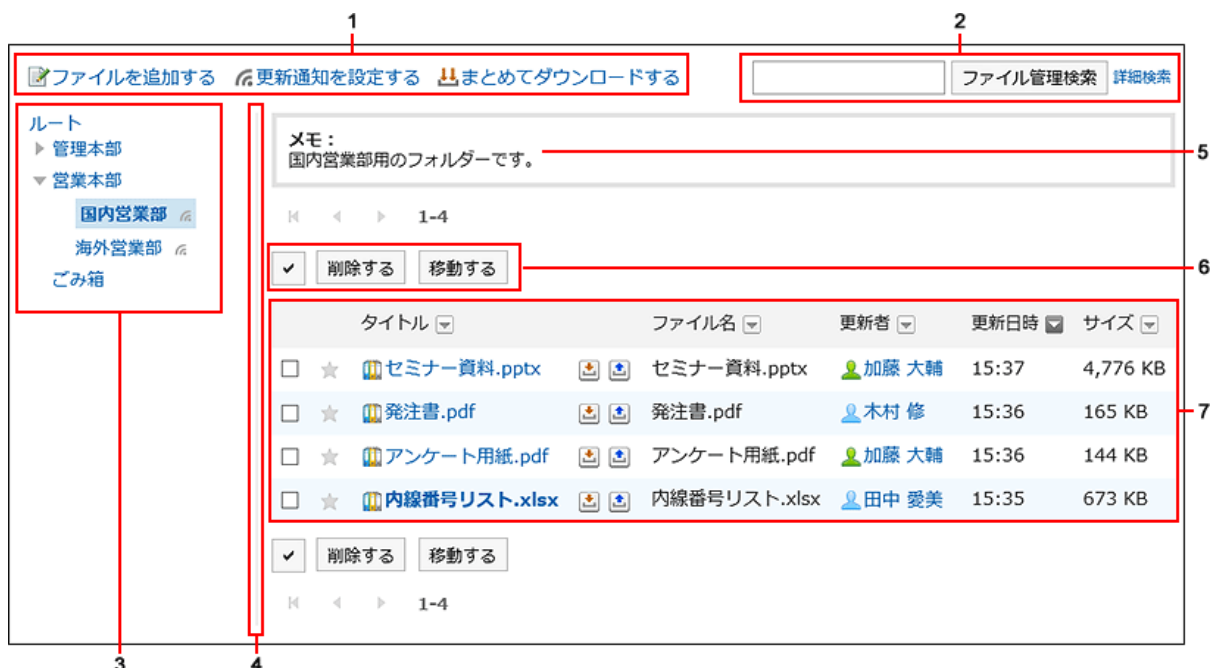 1
2
ファイルを追加する 更新通知を設定する まとめてダウンロードする ファイル管理検索 詳細検索
ルート
管理本部
営業本部
国内営業部
海外営業部
ごみ箱
メモ：
国内営業部用のフォルダーです。
5
1-4
削除する 移動する
6
タイトル ファイル名 更新者 更新日時 サイズ
セミナー資料.pptx セミナー資料.pptx 加藤 大輔 15:37 4,776 KB
発注書.pdf 発注書.pdf 木村 修 15:36 165 KB
7
アンケート用紙.pdf アンケート用紙.pdf 加藤 大輔 15:36 144 KB
内線番号リスト.xlsx 内線番号リスト.xlsx 田中 愛美 15:35 673 KB
削除する 移動する
1-4
3
4